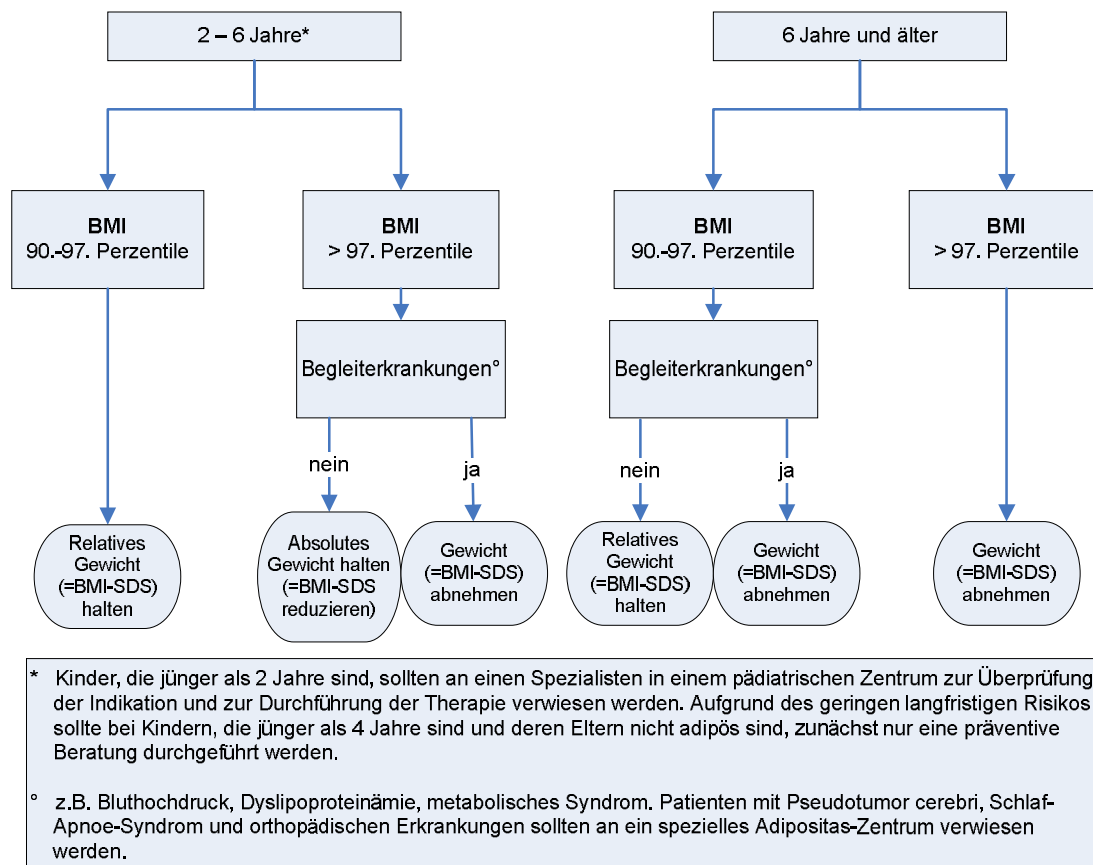 2 – 6 Jahre*
6 Jahre und älter
BMI
90.-97. Perzentile
BMI
> 97. Perzentile
BMI
90.-97. Perzentile
BMI
> 97. Perzentile
Begleiterkrankungen°
Begleiterkrankungen°
nein
ja
nein
ja
Relatives
Gewicht
(=BMI-SDS)
halten
Absolutes
Gewicht halten
(=BMI-SDS
reduzieren)
Gewicht
(=BMI-SDS)
abnehmen
Relatives
Gewicht
(=BMI-SDS)
halten
Gewicht
(=BMI-SDS)
abnehmen
Gewicht
(=BMI-SDS)
abnehmen
* Kinder, die jünger als 2 Jahre sind, sollten an einen Spezialisten in einem pädiatrischen Zentrum zur Überprüfung
der Indikation und zur Durchführung der Therapie verwiesen werden. Aufgrund des geringen langfristigen Risikos
sollte bei Kindern, die jünger als 4 Jahre sind und deren Eltern nicht adipös sind, zunächst nur eine präventive
Beratung durchgeführt werden.
° z.B. Bluthochdruck, Dyslipoproteinämie, metabolisches Syndrom. Patienten mit Pseudotumor cerebri, Schlaf-
Apnoe-Syndrom und orthopädischen Erkrankungen sollten an ein spezielles Adipositas-Zentrum verwiesen
werden.